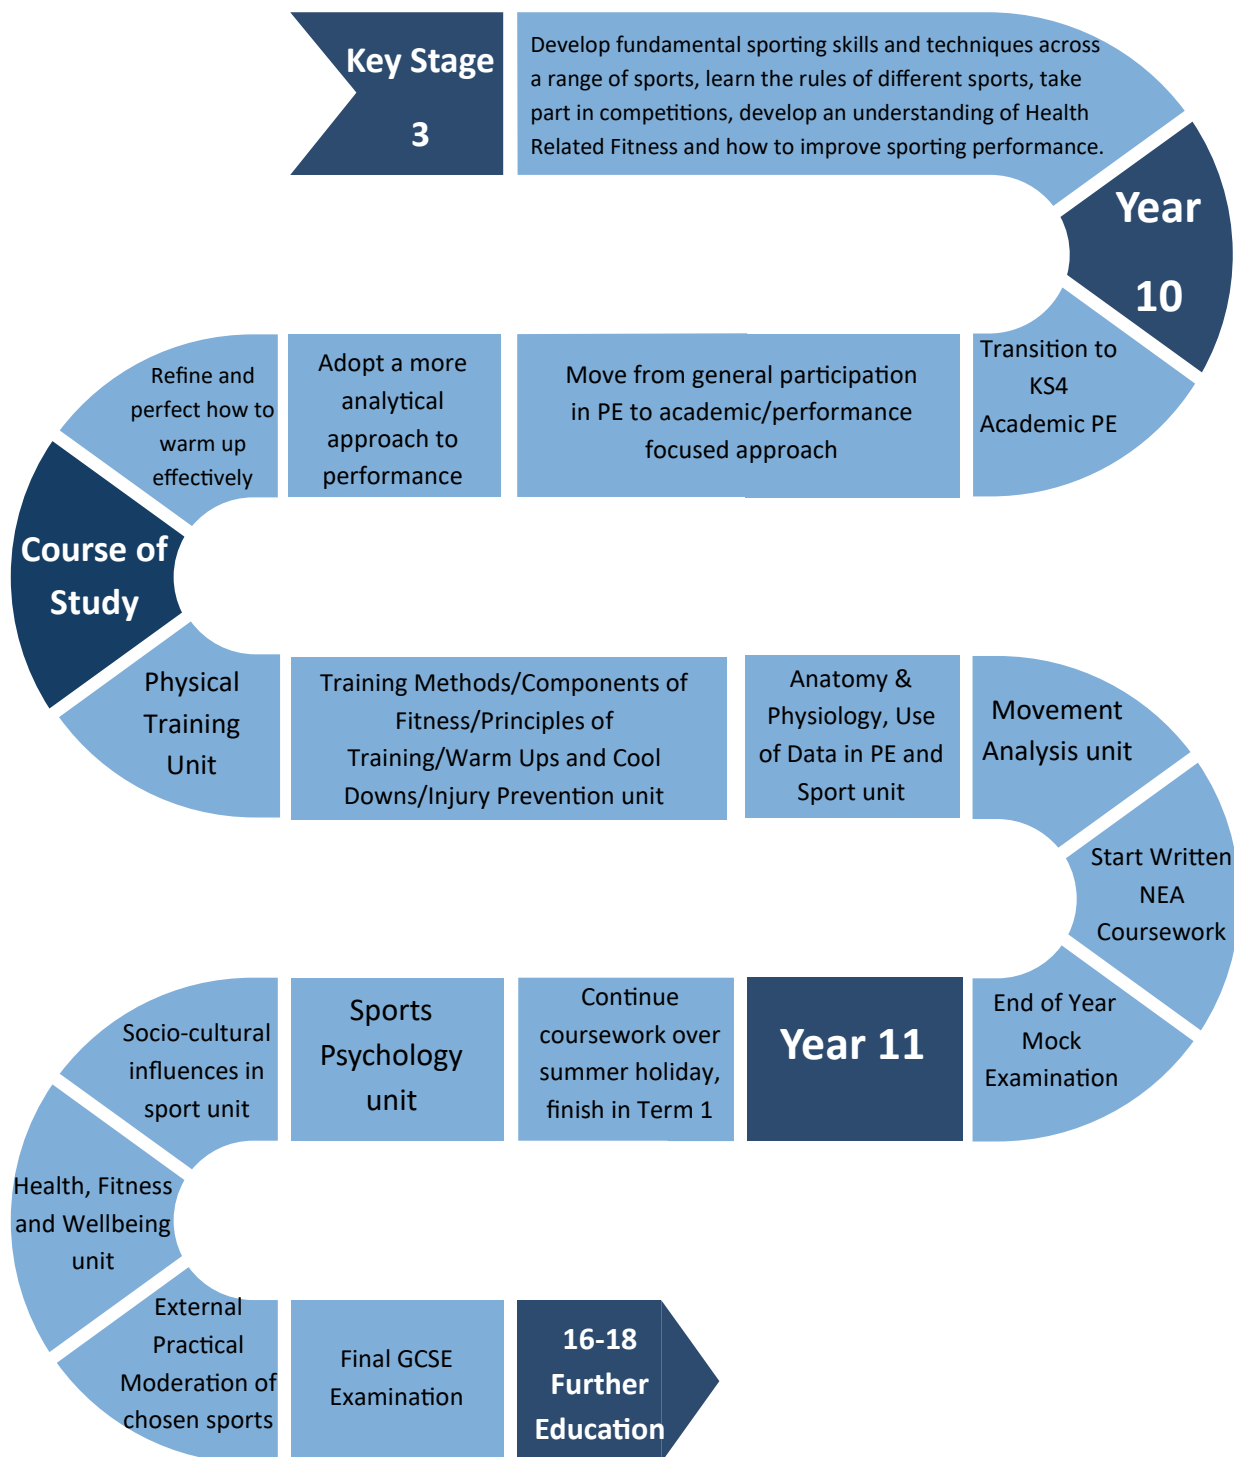 Key Stage
3
Develop fundamental sporting skills and techniques across
a range of sports, learn the rules of different sports, take
part in competitions, develop an understanding of Health
Related Fitness and how to improve sporting performance.
Year
10
Transition to
KS4
Academic PE
Move from general participation
in PE to academic/performance
focused approach
Adopt a more
analytical
approach to
performance
Refine and
perfect how to
warm up
effectively
Course of
Study
Physical
Training
Unit
Training Methods/Components of
Fitness/Principles of
Training/Warm Ups and Cool
Downs/Injury Prevention unit
Anatomy &
Physiology, Use
of Data in PE and
Sport unit
Movement
Analysis unit
Start Written
NEA
Coursework
End of Year
Mock
Examination
Year 11
Continue
coursework over
summer holiday,
finish in Term 1
Sports
Psychology
unit
Socio-cultural
influences in
sport unit
Health, Fitness
and Wellbeing
unit
External
Practical
Moderation of
chosen sports
Final GCSE
Examination
16-18
Further
Education